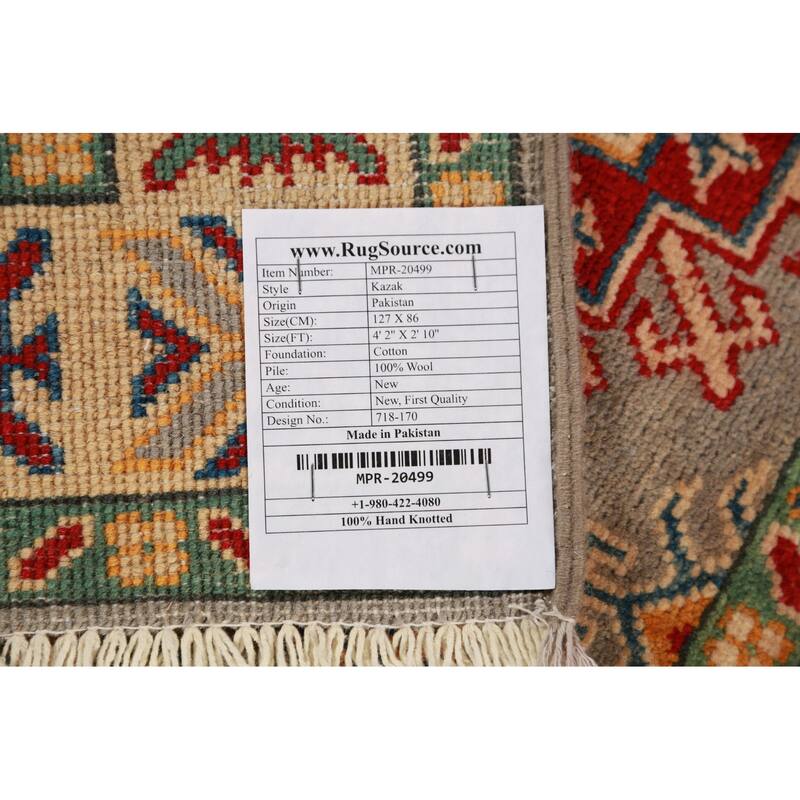 www.RugSource.com
Item Number: MPR-20499
Style Kazak
Origin Pakistan
Size(CM): 127 X 86
Size(FT): 4' 2" X 2' 10"
Foundation: Cotton
Pile: 100% Wool
Age: New
Condition: New, First Quality
Design No.: 718-170
Made in Pakistan
MPR-20499
+1-980-422-4080
100% Hand Knotted